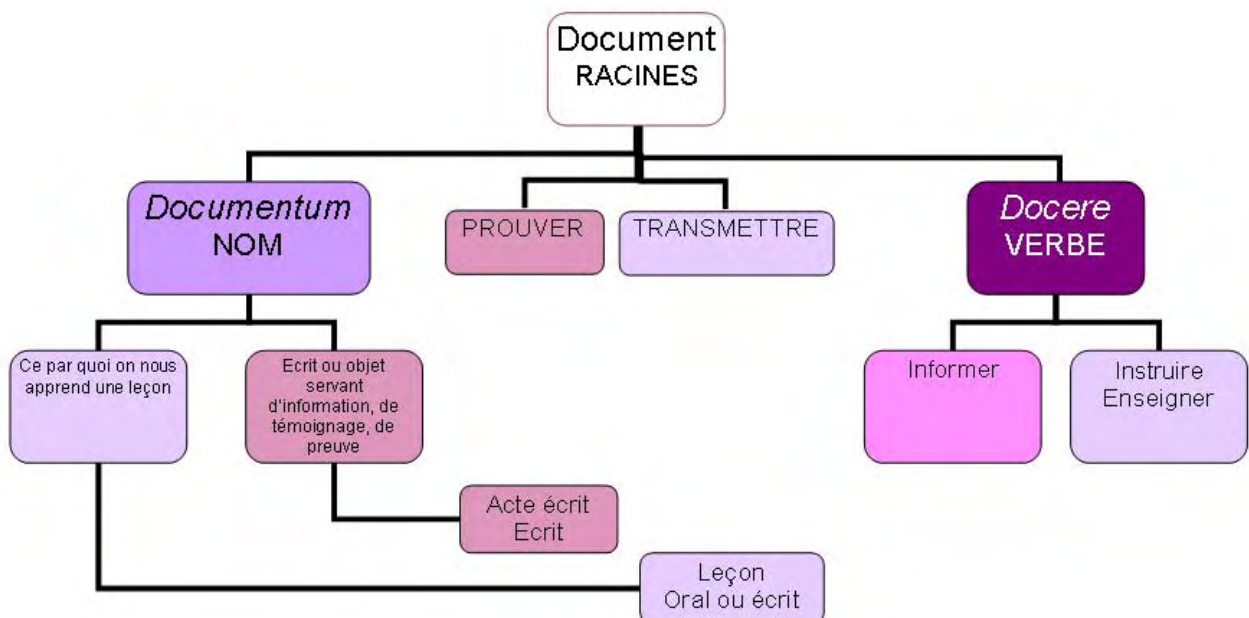 Document
RACINES
Documentum
NOM
PROUVER
TRANSMETTRE
Docere
VERBE
Ce par quoi on nous
apprend une leçon
Ecrit ou objet
servant
d'information, de
témoignage, de
preuve
Informer
Instruire
Enseigner
Acte écrit
Ecrit
Leçon
Oral ou écrit